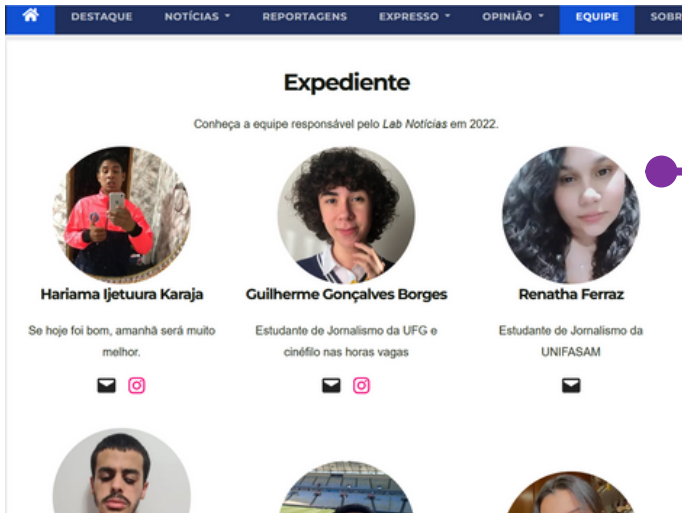 DESTAQUE NOTÍCIAS REPORTAGENS EXPRESSO OPINIÃO EQUIPE SOBR
Expediente
Conheça a equipe responsável pelo Lab Notícias em 2022.
Hariama Ijetuura Karaja
Se hoje foi bom, amanhã será muito
melhor.
Guilherme Gonçalves Borges
Estudante de Jornalismo da UFG e
cinéfilo nas horas vagas
Renatha Ferraz
Estudante de Jornalismo da
UNIFASAM